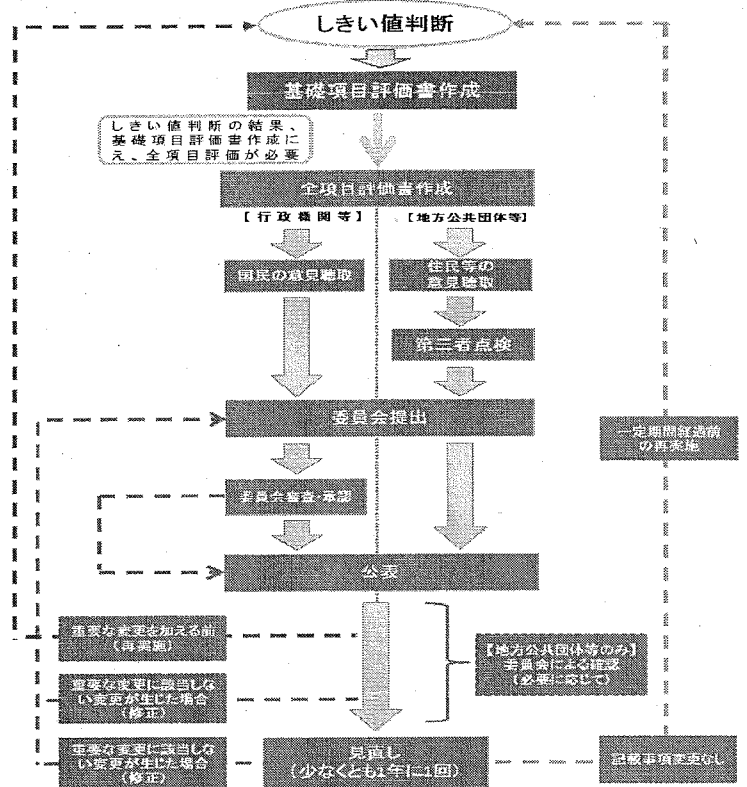 しきい値判断
基礎項目評価書作成
しきい値判断の結果、
基礎項目評価書作成に
え、全項目評価が必要
全項目評価書作成
【行政機関等】
【地方公共団体等】
国民の意見聴取
住民等の
意見聴取
第三者点検
委員会提出
一定期間経過前
の再実施
委員会審査・承認
公表
重要な変更を加える前
(再実施)
【地方公共団体等のみ】
委員会による確認
(必要に応じて)
重要な変更に該当しな
い変更が生じた場合
(修正)
重要な変更に該当しな
い変更が生じた場合
(修正)
見直し
(少なくとも1年に1回)
記載事項変更なし